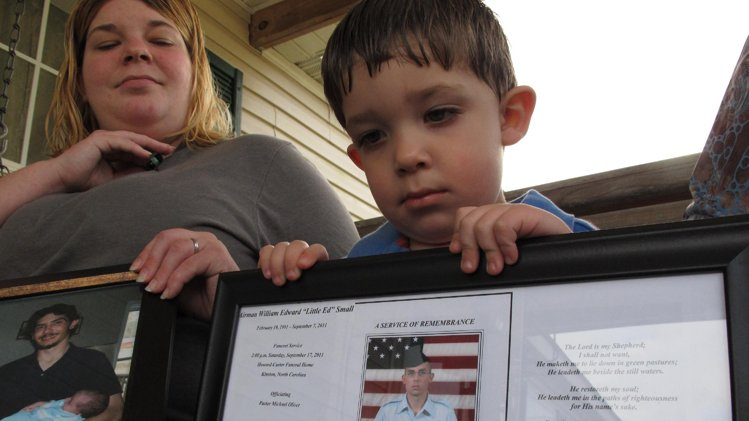 Airman William Edward "Little Ed" Small
February 19, 1911 - September 7, 2011
Funeral Service
2:00 p.m. Saturday, September 17, 2011
Howard Carter Funeral Home
Kinston, North Carolina
Officiating
Pastor Michael Oliver
A SERVICE OF REMEMBRANCE
The Lord is my Shepherd;
I shall not want.
He maketh me to lie down in green pastures;
He leadeth me beside the still waters.
He restoreth my soul;
He leadeth me in the paths of righteousness
for His name's sake.